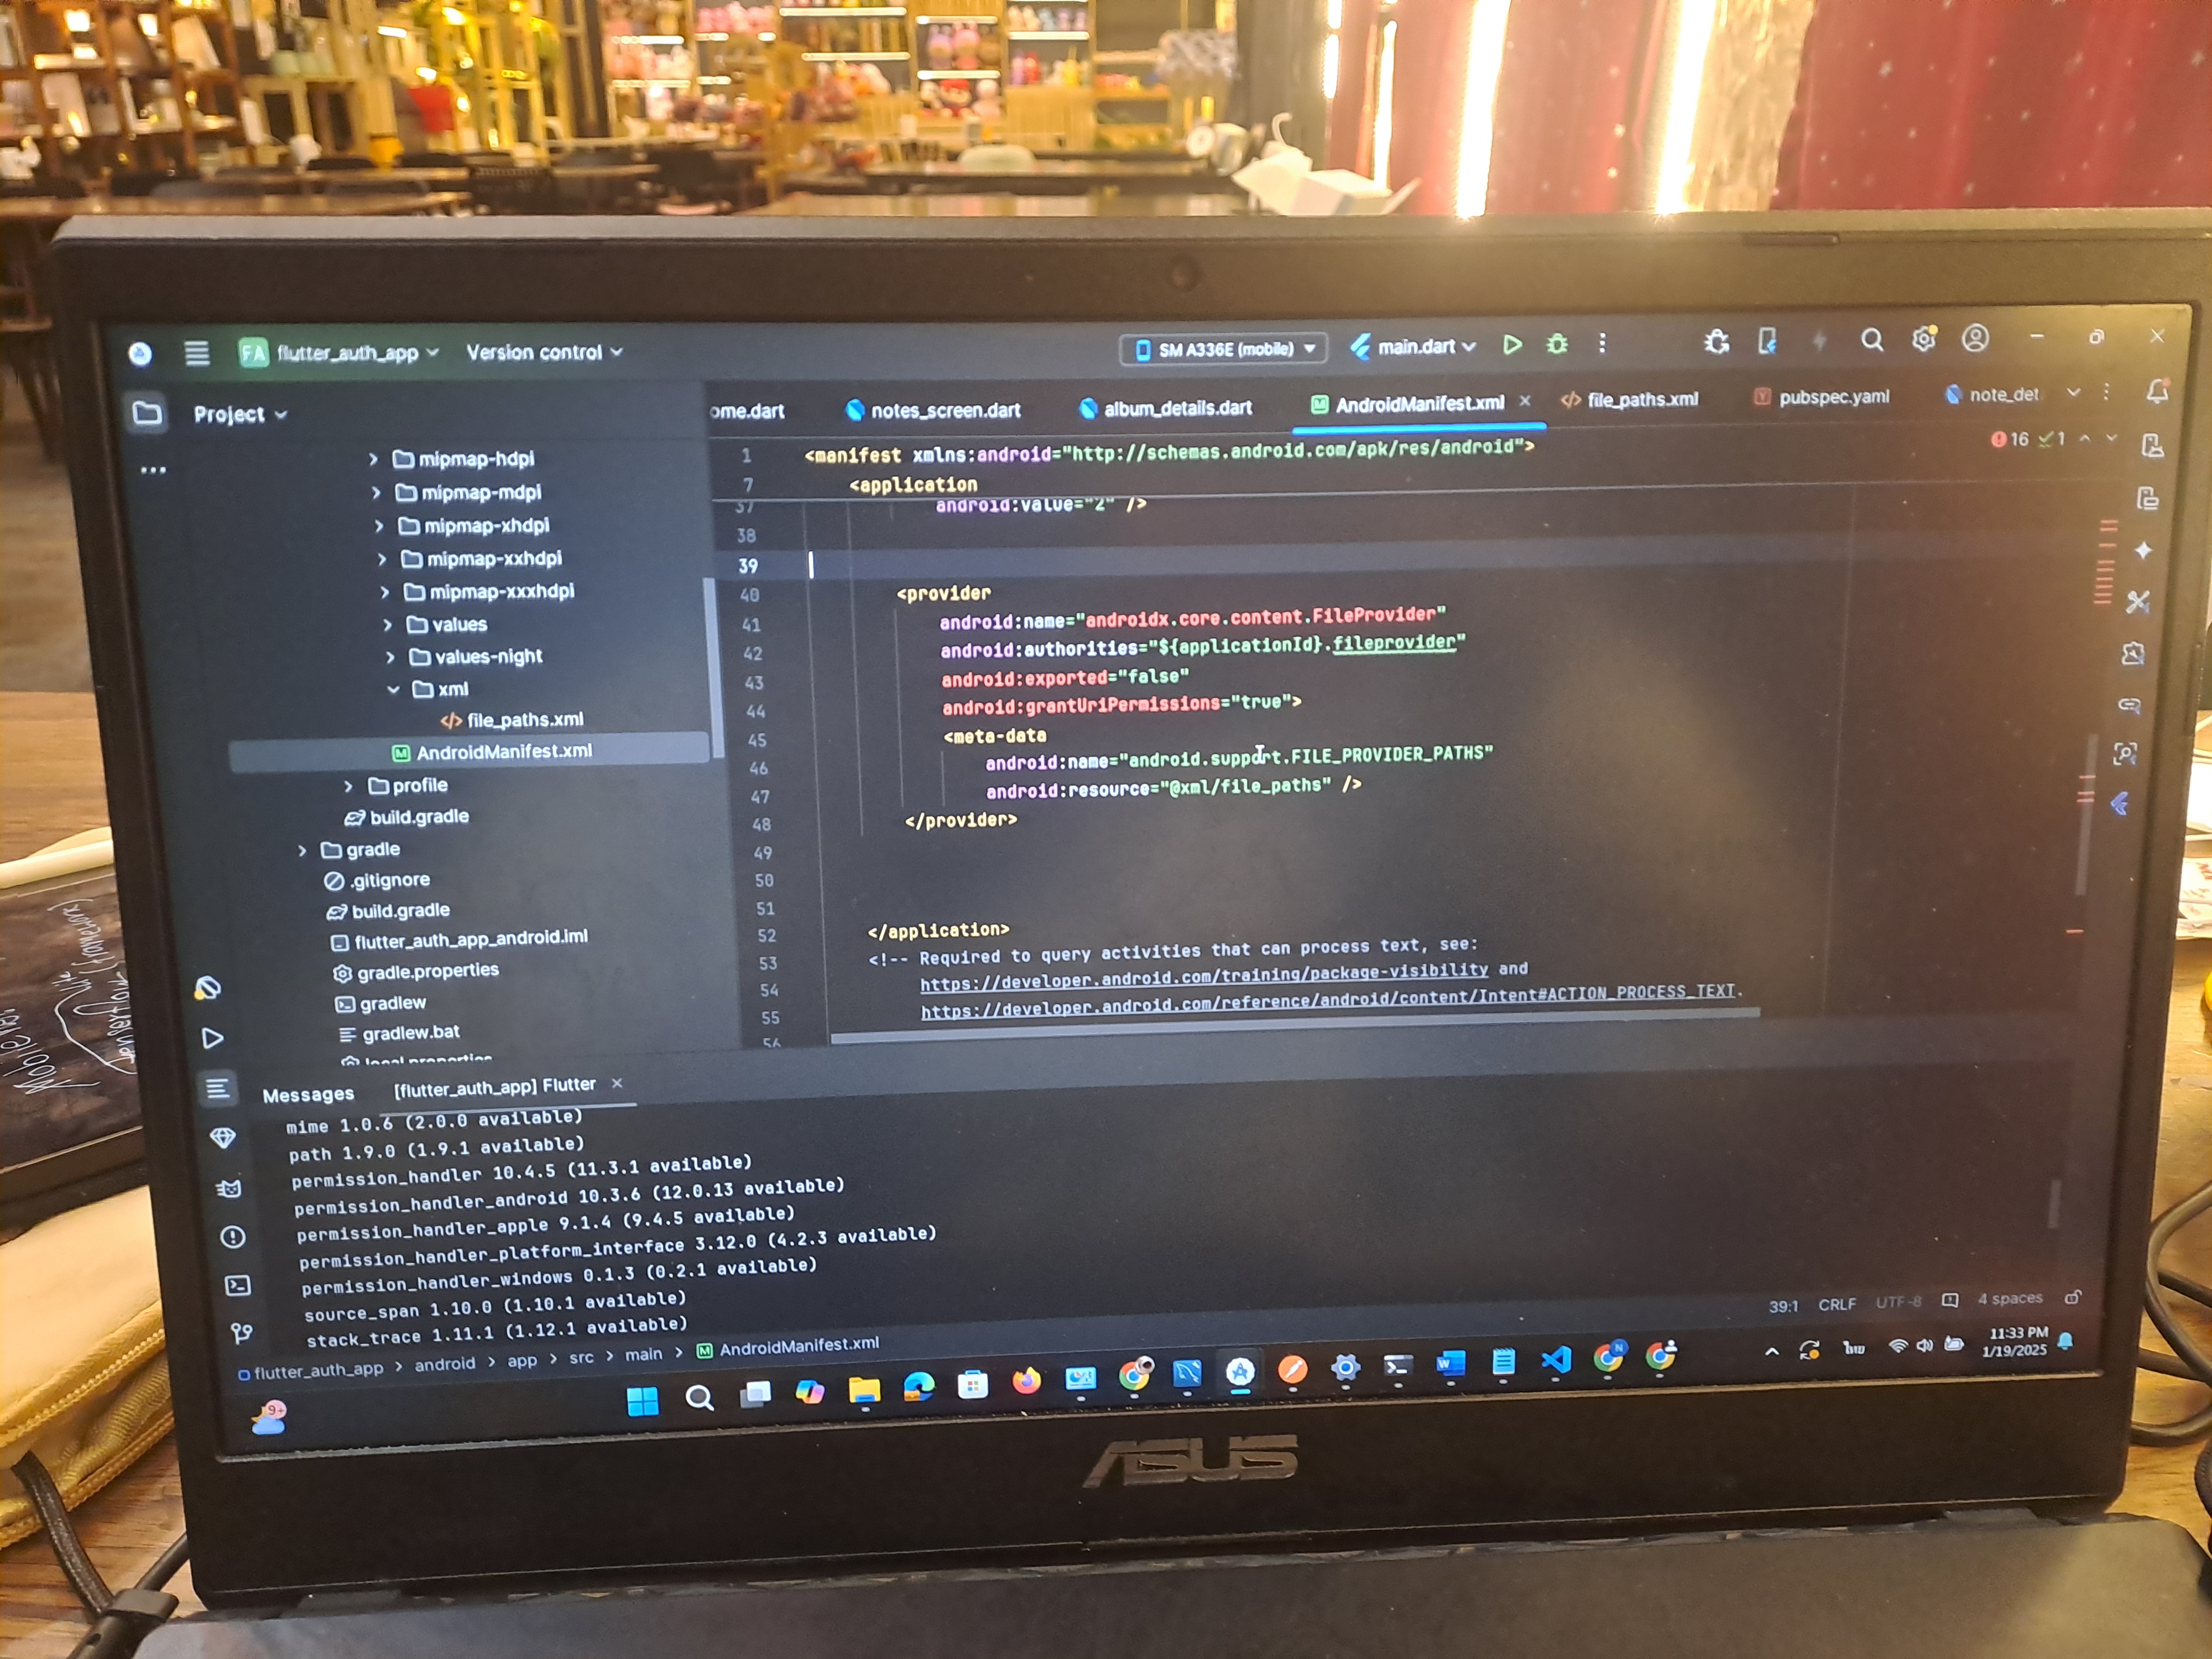 FA flutter_auth_app Version control SM A336E (mobile) main.dart
Project
ome.dart notes_screen.dart album_details.dart AndroidManifest.xml file_paths.xml pubspec.yaml note_det
16 1
mipmap-hdpi
mipmap-mdpi
mipmap-xhdpi
mipmap-xxhdpi
mipmap-xxxhdpi
values
values-night
xml
</> file_paths.xml
M AndroidManifest.xml
profile
build.gradle
gradle
.gitignore
build.gradle
flutter_auth_app_android.iml
gradle.properties
gradlew
gradlew.bat
local.properties
1 <manifest xmlns:android="http://schemas.android.com/apk/res/android">
7 <application
37 android:value="2" />
38
39
40 <provider
41 android:name="androidx.core.content.FileProvider"
42 android:authorities="${applicationId}.fileprovider"
43 android:exported="false"
44 android:grantUriPermissions="true">
45 <meta-data
46 android:name="android.support.FILE_PROVIDER_PATHS"
47 android:resource="@xml/file_paths" />
48 </provider>
49
50
51
52 </application>
53 <!-- Required to query activities that can process text, see:
54 https://developer.android.com/training/package-visibility and
55 https://developer.android.com/reference/android/content/Intent#ACTION_PROCESS_TEXT.
56
Messages [flutter_auth_app] Flutter
mime 1.0.6 (2.0.0 available)
path 1.9.0 (1.9.1 available)
permission_handler 10.4.5 (11.3.1 available)
permission_handler_android 10.3.6 (12.0.13 available)
permission_handler_apple 9.1.4 (9.4.5 available)
permission_handler_platform_interface 3.12.0 (4.2.3 available)
permission_handler_windows 0.1.3 (0.2.1 available)
source_span 1.10.0 (1.10.1 available)
stack_trace 1.11.1 (1.12.1 available)
39:1 CRLF UTF-8 4 spaces
flutter_auth_app > android > app > src > main > M AndroidManifest.xml
9+
ไทย
11:33 PM
1/19/2025
ASUS